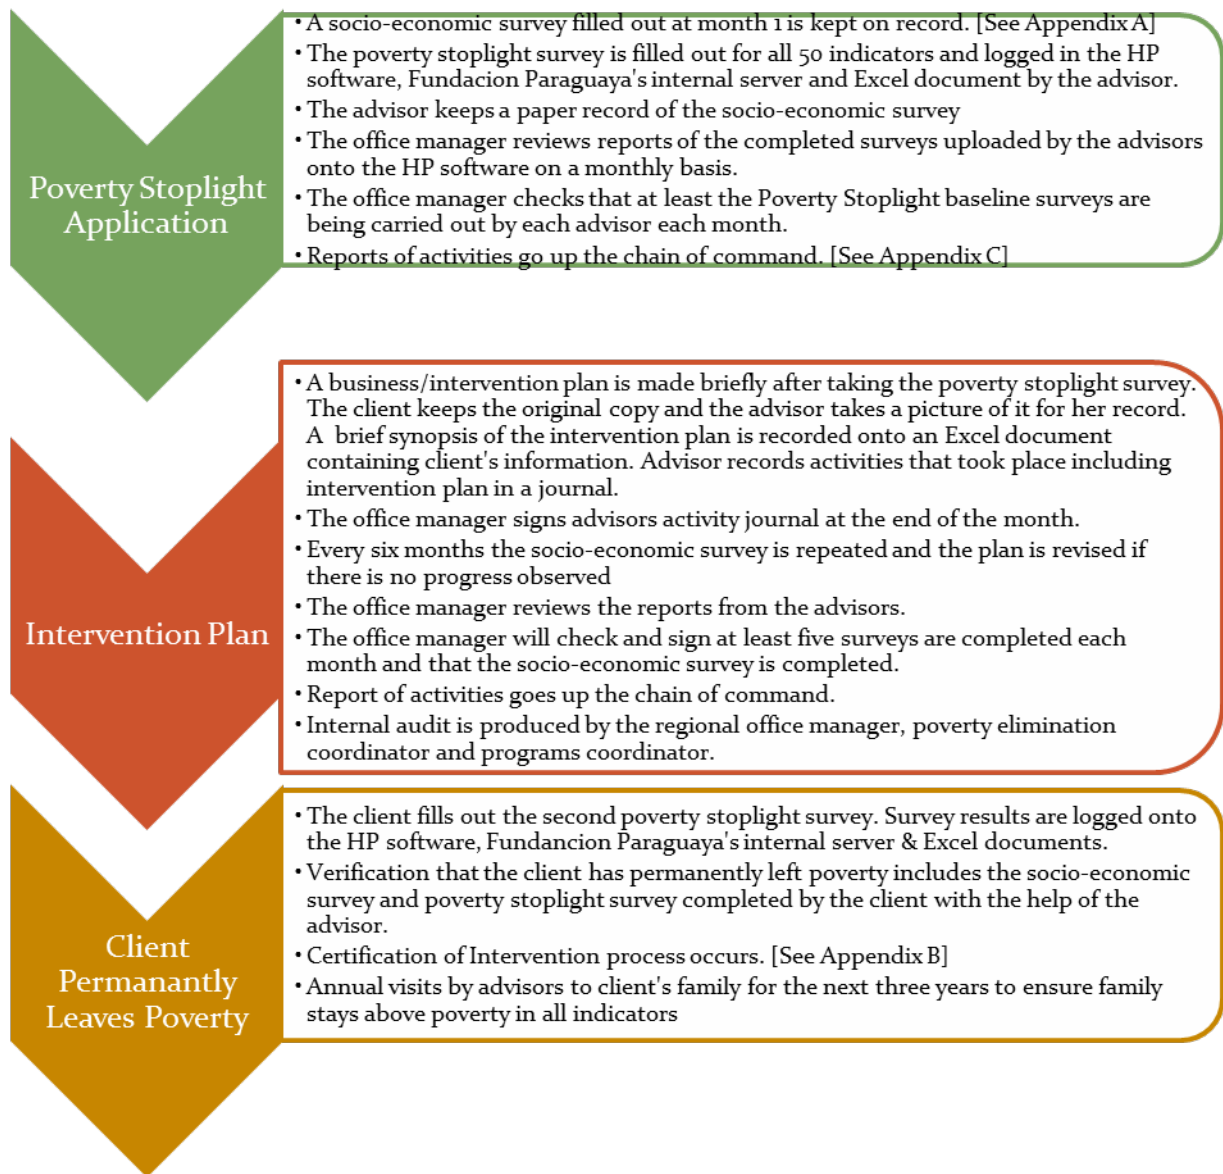 Poverty Stoplight
Application
• A socio-economic survey filled out at month 1 is kept on record. [See Appendix A]
• The poverty stoplight survey is filled out for all 50 indicators and logged in the HP
software, Fundacion Paraguaya's internal server and Excel document by the advisor.
• The advisor keeps a paper record of the socio-economic survey
• The office manager reviews reports of the completed surveys uploaded by the advisors
onto the HP software on a monthly basis.
• The office manager checks that at least the Poverty Stoplight baseline surveys are
being carried out by each advisor each month.
• Reports of activities go up the chain of command. [See Appendix C]
Intervention Plan
• A business/intervention plan is made briefly after taking the poverty stoplight survey.
The client keeps the original copy and the advisor takes a picture of it for her record.
A brief synopsis of the intervention plan is recorded onto an Excel document
containing client's information. Advisor records activities that took place including
intervention plan in a journal.
• The office manager signs advisors activity journal at the end of the month.
• Every six months the socio-economic survey is repeated and the plan is revised if
there is no progress observed
• The office manager reviews the reports from the advisors.
• The office manager will check and sign at least five surveys are completed each
month and that the socio-economic survey is completed.
• Report of activities goes up the chain of command.
• Internal audit is produced by the regional office manager, poverty elimination
coordinator and programs coordinator.
Client
Permanantly
Leaves Poverty
• The client fills out the second poverty stoplight survey. Survey results are logged onto
the HP software, Fundancion Paraguaya's internal server & Excel documents.
• Verification that the client has permanently left poverty includes the socio-economic
survey and poverty stoplight survey completed by the client with the help of the
advisor.
• Certification of Intervention process occurs. [See Appendix B]
• Annual visits by advisors to client's family for the next three years to ensure family
stays above poverty in all indicators